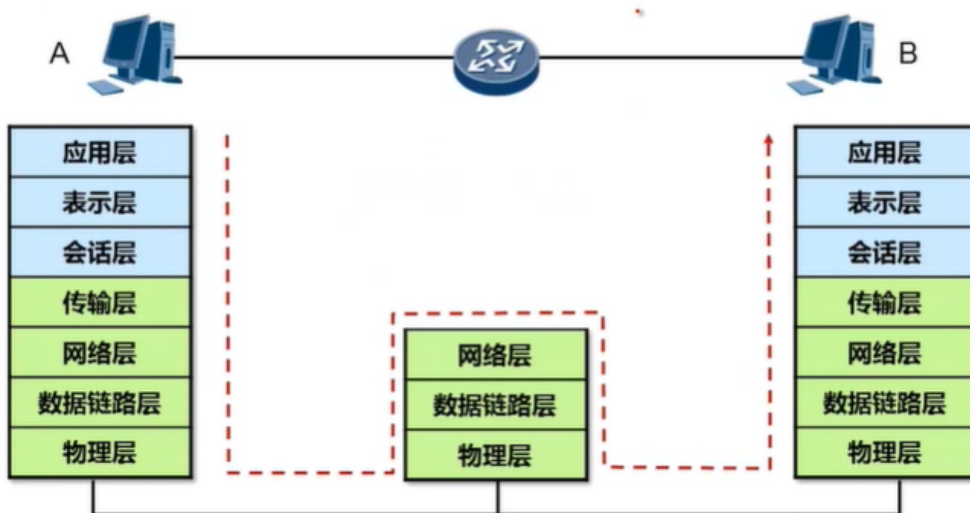 A
B
应用层
表示层
会话层
传输层
网络层
数据链路层
物理层
网络层
数据链路层
物理层
应用层
表示层
会话层
传输层
网络层
数据链路层
物理层